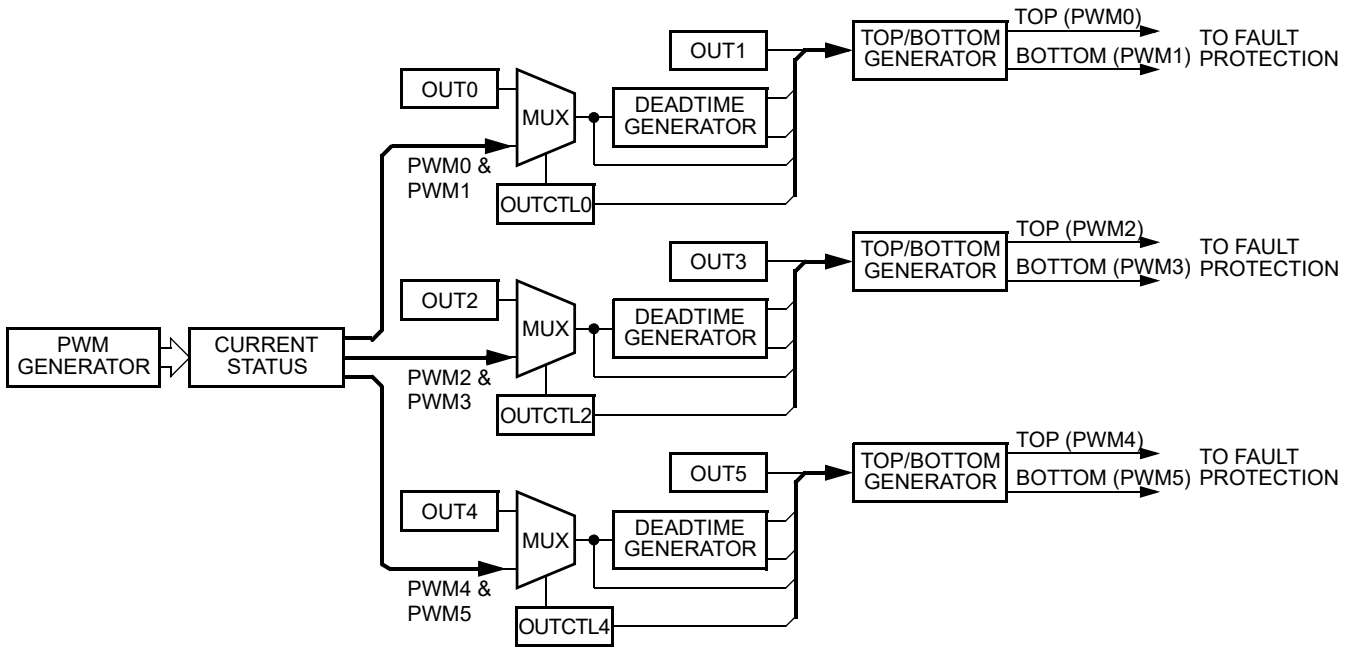 TOP (PWM0)
OUT1
TOP/BOTTOM
GENERATOR
BOTTOM (PWM1)
TO FAULT
PROTECTION
OUT0
MUX
DEADTIME
GENERATOR
PWM0 &
PWM1
OUTCTL0
TOP (PWM2)
OUT3
TOP/BOTTOM
GENERATOR
BOTTOM (PWM3)
TO FAULT
PROTECTION
OUT2
MUX
DEADTIME
GENERATOR
PWM
GENERATOR
CURRENT
STATUS
PWM2 &
PWM3
OUTCTL2
TOP (PWM4)
OUT5
TOP/BOTTOM
GENERATOR
BOTTOM (PWM5)
TO FAULT
PROTECTION
OUT4
MUX
DEADTIME
GENERATOR
PWM4 &
PWM5
OUTCTL4